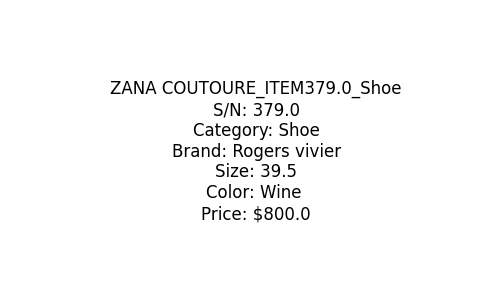 ZANA COUTOURE_ITEM379.0_Shoe
S/N: 379.0
Category: Shoe
Brand: Rogers vivier
Size: 39.5
Color: Wine
Price: $800.0